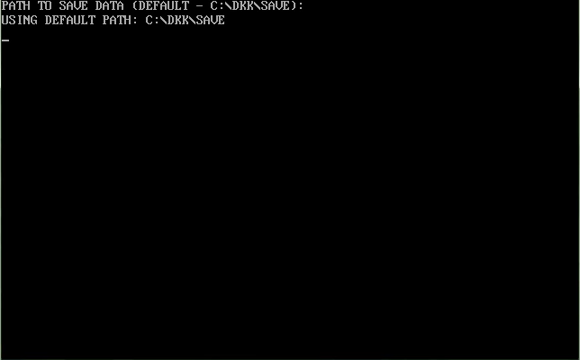 PATH TO SAVE DATA (DEFAULT - C:\DKK\SAVE):
USING DEFAULT PATH: C:\DKK\SAVE
_